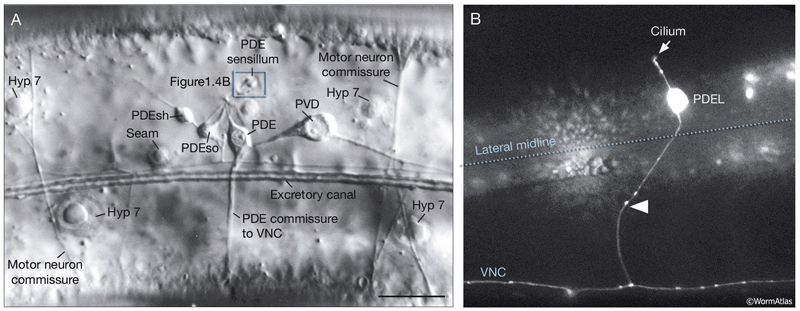 A
PDE
sensillum
Motor neuron
commissure
Figure1.4B
Hyp 7
Hyp 7
PVD
PDEsh
PDE
Seam
PDEso
Excretory canal
Hyp 7
PDE commissure
to VNC
Hyp 7
Motor neuron
commissure
B
Cilium
PDEL
Lateral midline
VNC
©WormAtlas